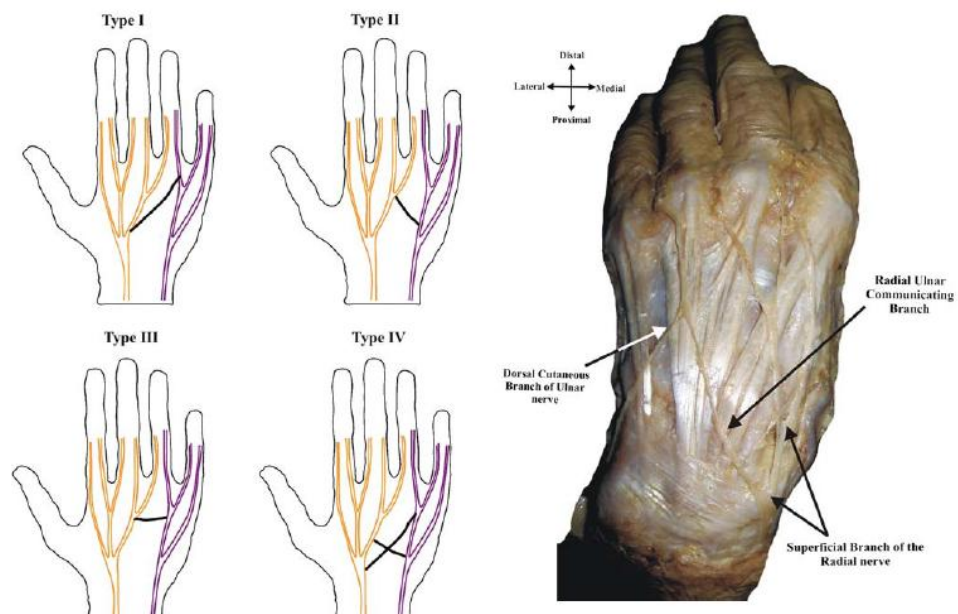 Type I
Type II
Type III
Type IV
Distal
Lateral
Medial
Proximal
Radial Ulnar
Communicating
Branch
Dorsal Cutaneous
Branch of Ulnar
nerve
Superficial Branch of the
Radial nerve